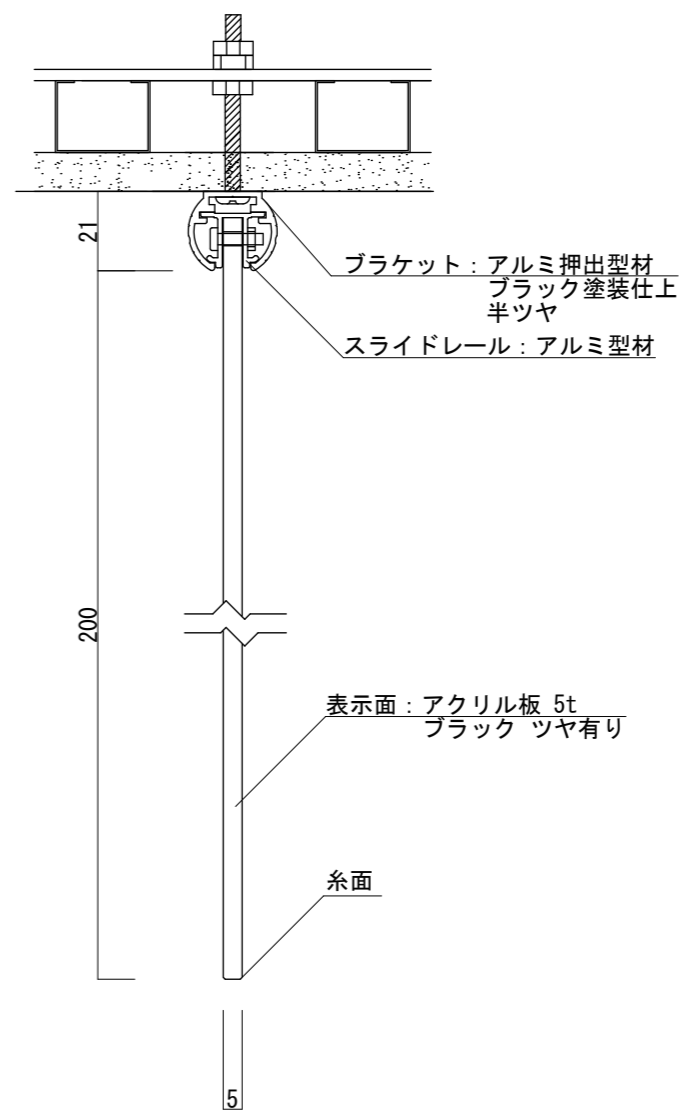 21
ブラケット：アルミ押出型材
ブラック塗装仕上
半ツヤ
スライドレール：アルミ型材
200
表示面：アクリル板 5t
ブラック ツヤ有り
糸面
5